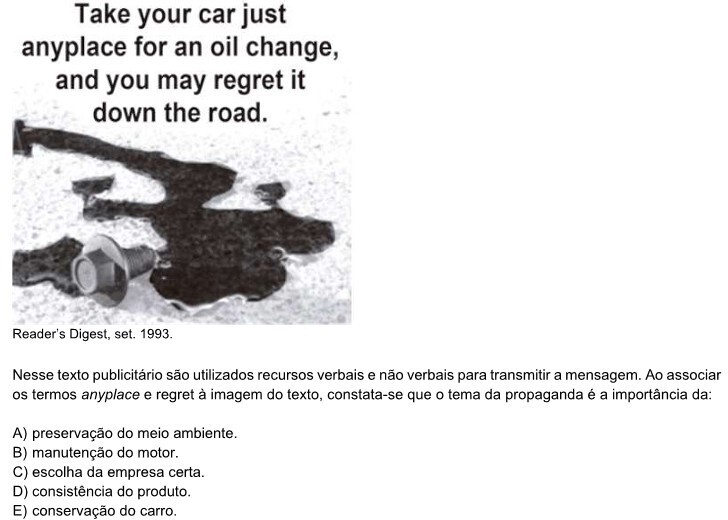 Take your car just
anyplace for an oil change,
and you may regret it
down the road.
Reader's Digest, set. 1993.
Nesse texto publicitário são utilizados recursos verbais e não verbais para transmitir a mensagem. Ao associar
os termos anyplace e regret à imagem do texto, constata-se que o tema da propaganda é a importância da:
A) preservação do meio ambiente.
B) manutenção do motor.
C) escolha da empresa certa.
D) consistência do produto.
E) conservação do carro.